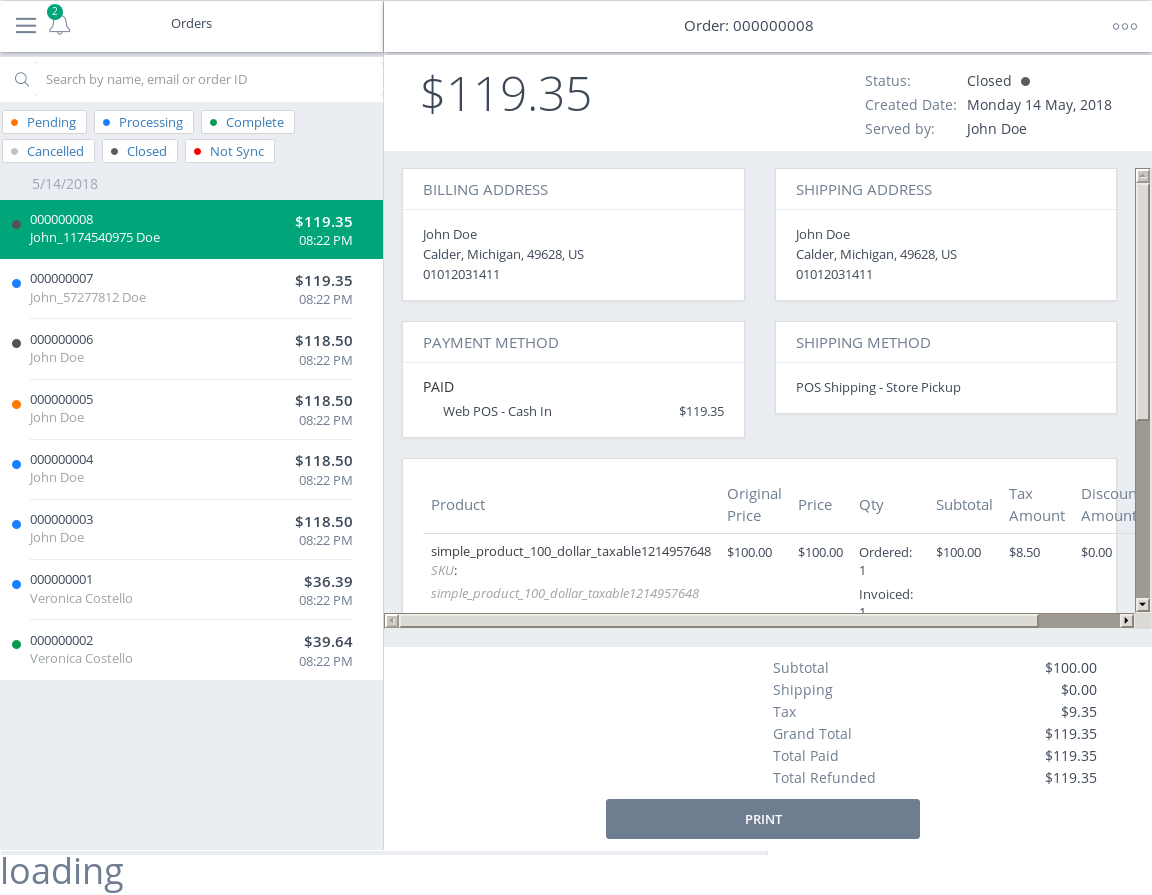 2
Orders
Order: 000000008
Search by name, email or order ID
Pending
Processing
Complete
Cancelled
Closed
Not Sync
5/14/2018
000000008
$119.35
John_1174540975 Doe
08:22 PM
000000007
$119.35
John_57277812 Doe
08:22 PM
000000006
$118.50
John Doe
08:22 PM
000000005
$118.50
John Doe
08:22 PM
000000004
$118.50
John Doe
08:22 PM
000000003
$118.50
John Doe
08:22 PM
000000001
$36.39
Veronica Costello
08:22 PM
000000002
$39.64
Veronica Costello
08:22 PM
$119.35
Status: Closed
Created Date: Monday 14 May, 2018
Served by: John Doe
BILLING ADDRESS
John Doe
Calder, Michigan, 49628, US
01012031411
SHIPPING ADDRESS
John Doe
Calder, Michigan, 49628, US
01012031411
PAYMENT METHOD
PAID
Web POS - Cash In $119.35
SHIPPING METHOD
POS Shipping - Store Pickup
Product
Original
Price
Price
Qty
Subtotal
Tax
Amount
Discoun
Amount
simple_product_100_dollar_taxable1214957648
$100.00
$100.00
Ordered:
1
$100.00
$8.50
$0.00
SKU:
simple_product_100_dollar_taxable1214957648
Invoiced:
1
Subtotal $100.00
Shipping $0.00
Tax $9.35
Grand Total $119.35
Total Paid $119.35
Total Refunded $119.35
PRINT
loading